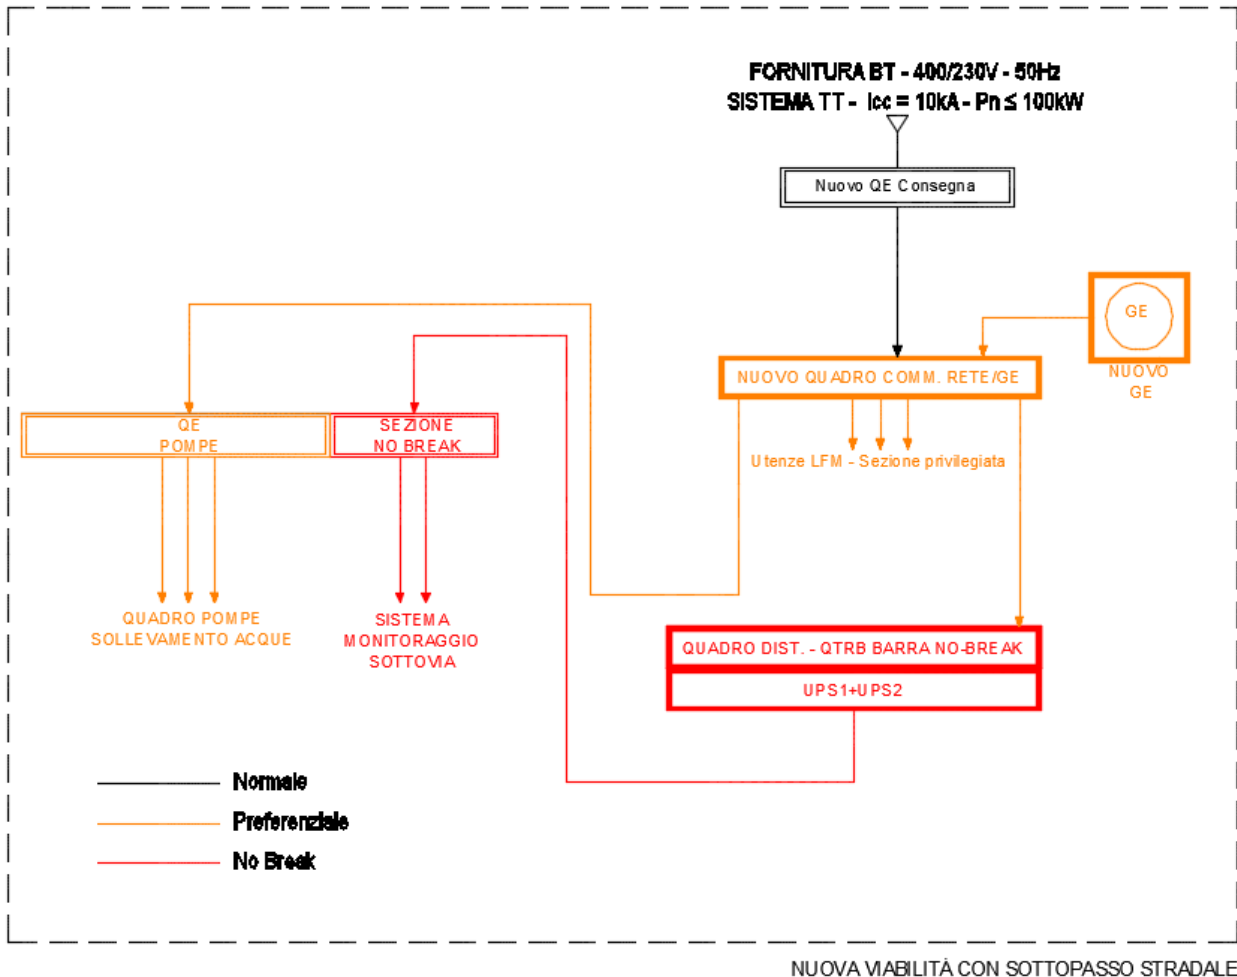 FORNITURA BT - 400/230V - 50Hz
SISTEMA TT - Icc = 10kA - Pn ≤ 100kW
Nuovo QE Consegna
GE
NUOVO
GE
NUOVO QUADRO COMM. RETE/GE
Utenze LFM - Sezione privilegiata
QE
POMPE
SEZIONE
NO BREAK
QUADRO POMPE
SOLLEVAMENTO ACQUE
SISTEMA
MONITORAGGIO
SOTTOVIA
QUADRO DIST. - QTRB BARRA NO-BREAK
UPS1+UPS2
Normale
Preferenziale
No Break
NUOVA VIABILITÀ CON SOTTOPASSO STRADALE